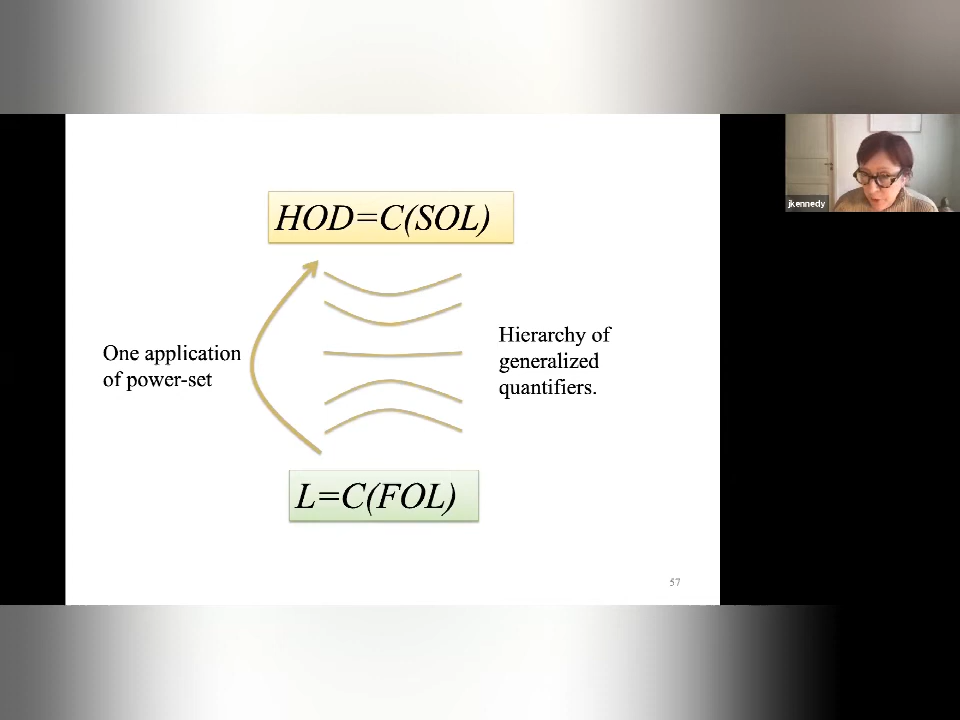 HOD=C(SOL)
One application
of power-set
Hierarchy of
generalized
quantifiers.
L=C(FOL)
57
jkennedy